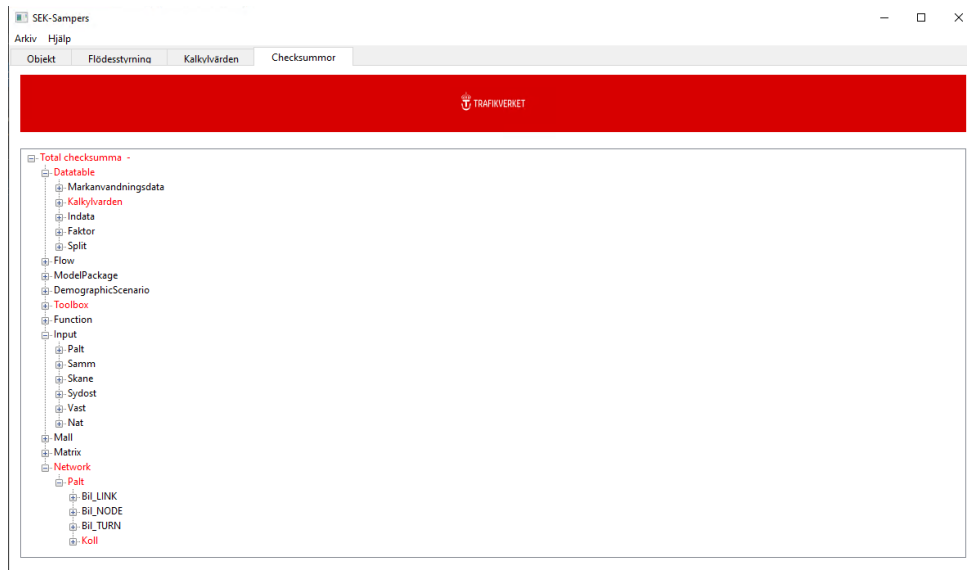 SEK-Sampers
Arkiv Hjälp
Objekt Flödesstyrning Kalkylvärden Checksummor
TRAFIKVERKET
Total checksumma -
Datatable
Markanvandningsdata
Kalkylvarden
Indata
Faktor
Split
Flow
ModelPackage
DemographicScenario
Toolbox
Function
Input
Palt
Samm
Skane
Sydost
Vast
Nat
Mall
Matrix
Network
Palt
Bil_LINK
Bil_NODE
Bil_TURN
Koll